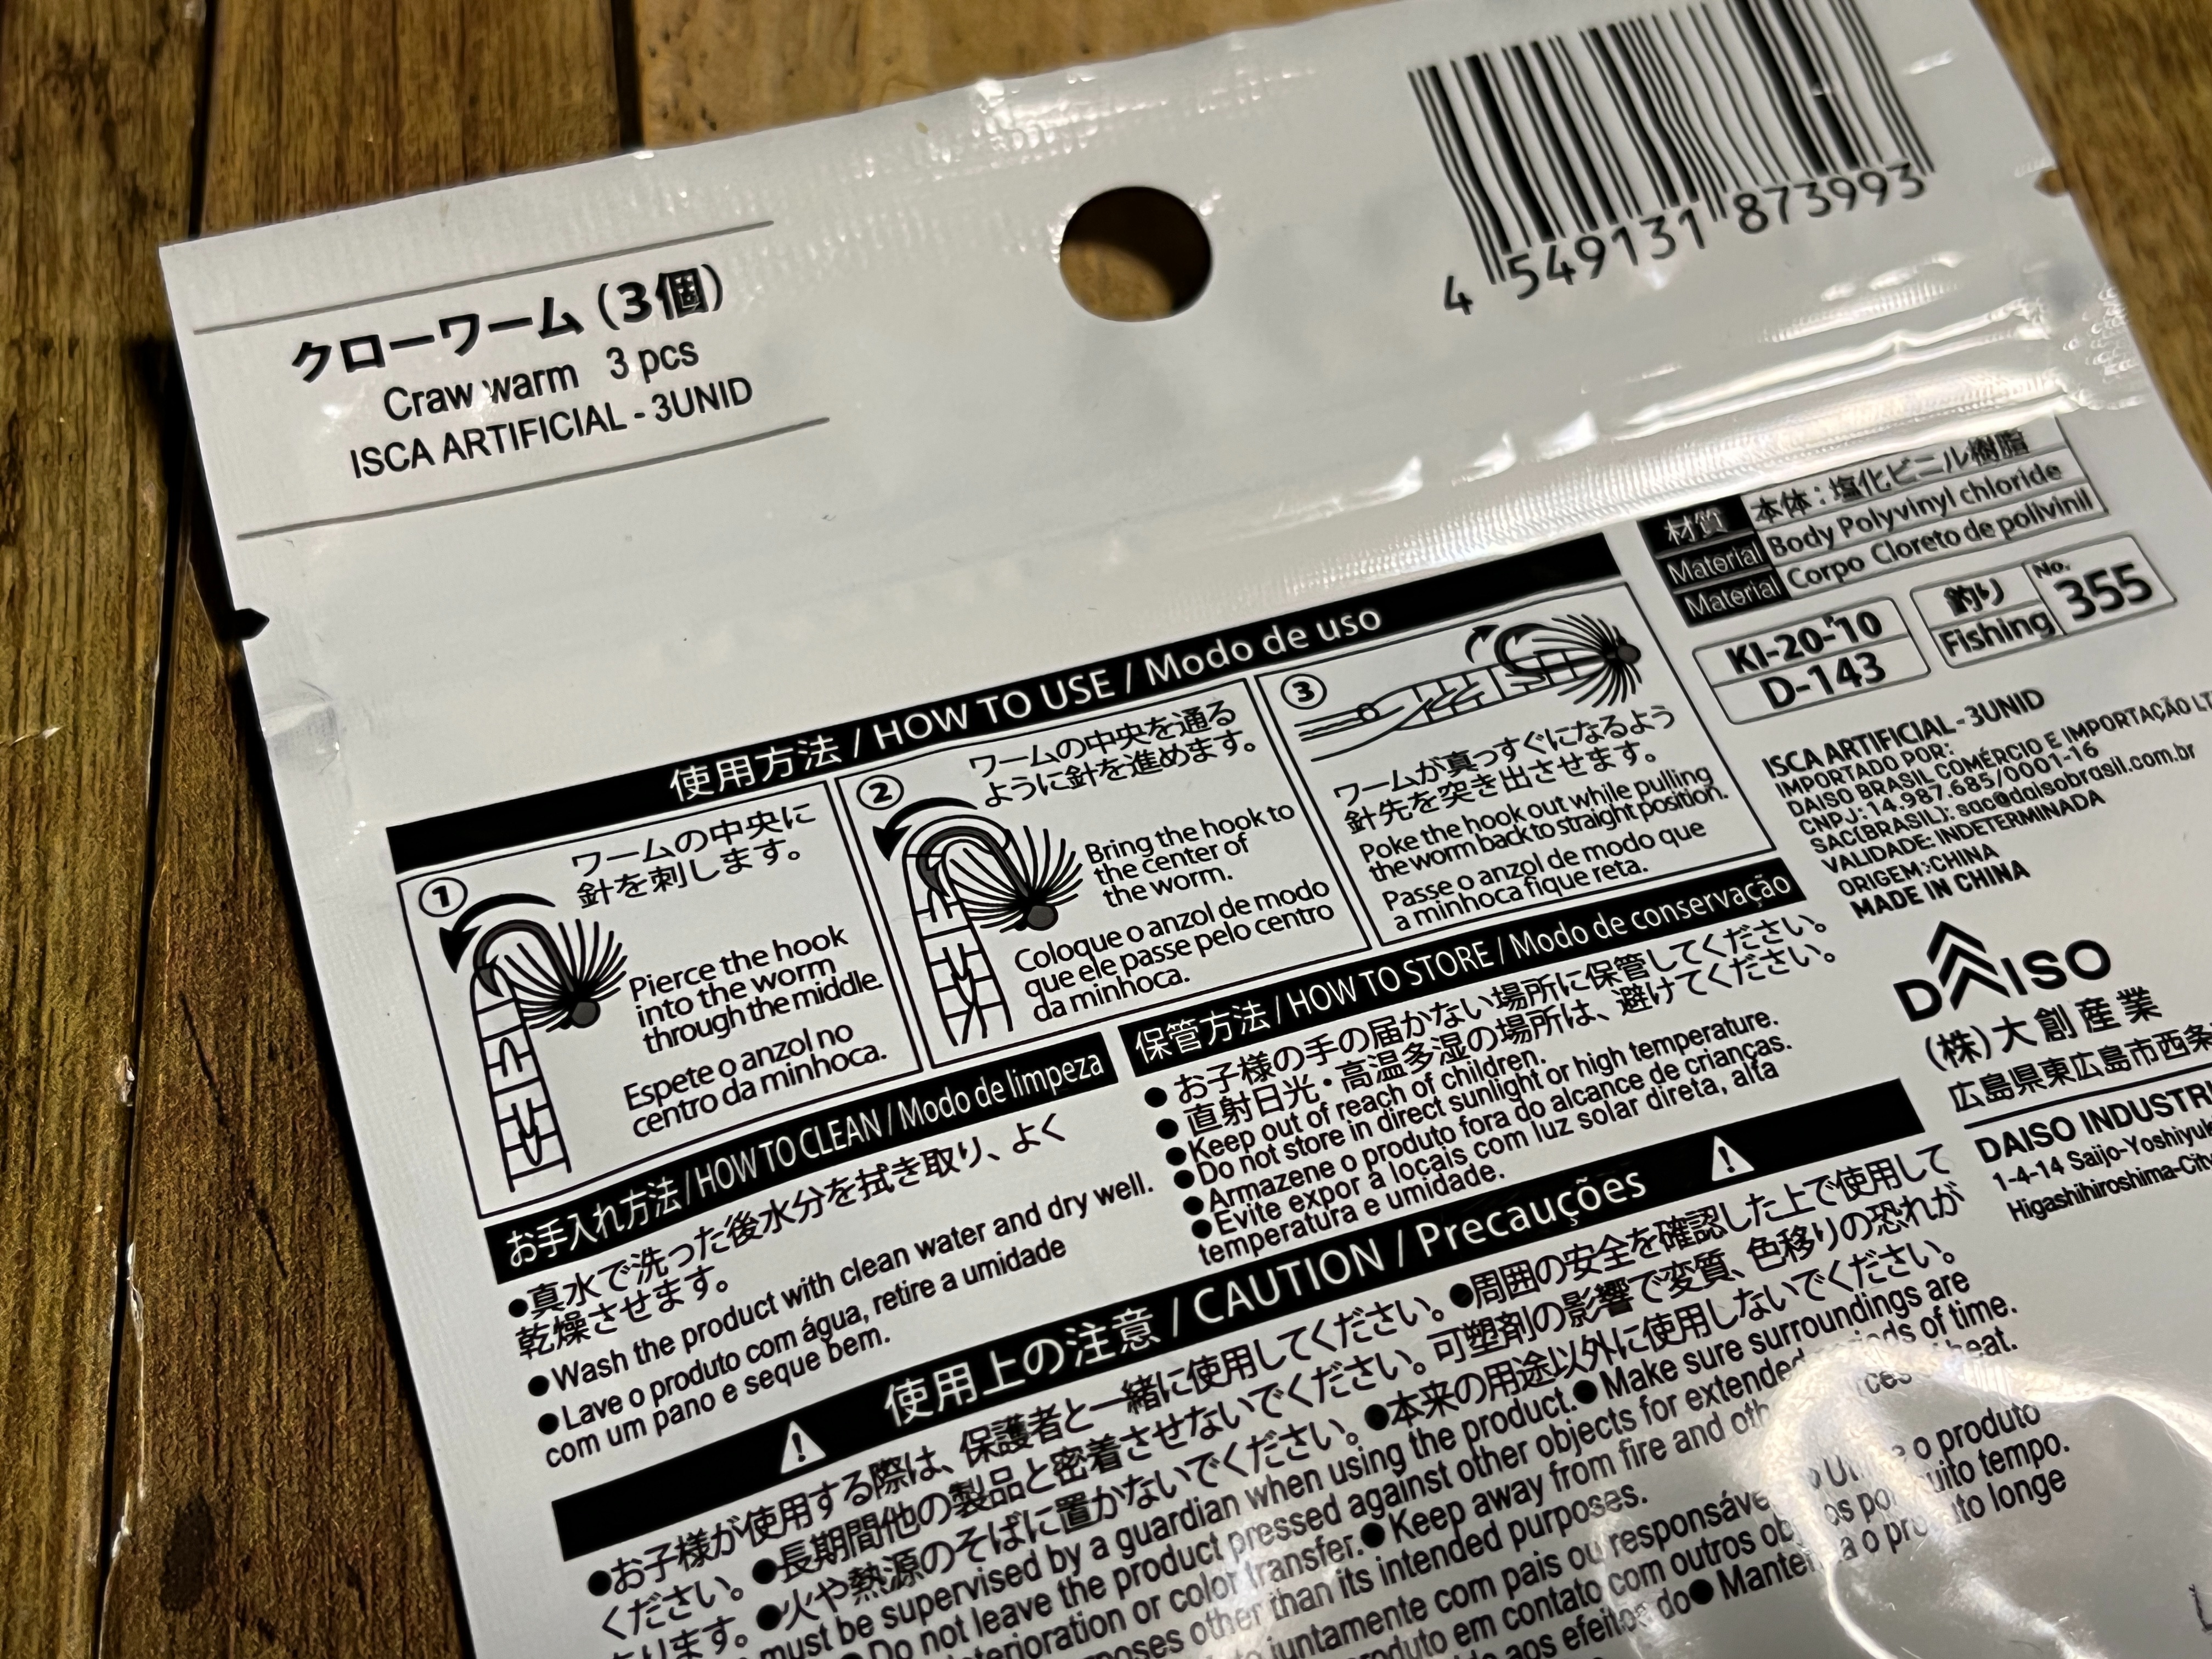 クローワーム（3個）
Craw warm 3 pcs
ISCA ARTIFICIAL - 3UNID
4 549131 873993
材質 本体：塩化ビニル樹脂
Material Body Polyvinyl chloride
Material Corpo Cloreto de polivinil
KI-20-10
D-143
釣り
Fishing
No. 355
使用方法 / HOW TO USE / Modo de uso
①
ワームの中央に
針を刺します。
Pierce the hook
into the worm
through the middle.
Espete o anzol no
centro da minhoca.
②
ワームの中央を通る
ように針を進めます。
Bring the hook to
the center of
the worm.
Coloque o anzol de modo
que ele passe pelo centro
da minhoca.
③
ワームが真っすぐになるよう
針先を突き出させます。
Poke the hook out while pulling
the worm back to straight position.
Passe o anzol de modo que
a minhoca fique reta.
ISCA ARTIFICIAL - 3UNID
IMPORTADO POR:
DAISO BRASIL COMÉRCIO E IMPORTAÇÃO
CNPJ: 14.987.685/0001-16
SAC(BRASIL): sac@daisobrasil.com.br
VALIDADE: INDETERMINADA
ORIGEM: CHINA
MADE IN CHINA
DAISO
(株)大創産業
広島県東広島市西条
DAISO INDUSTRI
1-4-14 Saijo-Yoshiyuk
Higashihiroshima-City
お手入れ方法 / HOW TO CLEAN / Modo de limpeza
●真水で洗った後水分を拭き取り、よく
乾燥させます。
●Wash the product with clean water and dry well.
●Lave o produto com água, retire a umidade
com um pano e seque bem.
保管方法 / HOW TO STORE / Modo de conservação
●お子様の手の届かない場所に保管してください。
●直射日光・高温多湿の場所は、避けてください。
●Keep out of reach of children.
●Do not store in direct sunlight or high temperature.
●Armazene o produto fora do alcance de crianças.
●Evite expor a locais com luz solar direta, alta
temperatura e umidade.
使用上の注意 / CAUTION / Precauções
●お子様が使用する際は、保護者と一緒に使用してください。●周囲の安全を確認した上で使用して
ください。●長期間他の製品と密着させないでください。可塑剤の影響で変質、色移りの恐れが
あります。●火や熱源のそばに置かないでください。●本来の用途以外に使用しないでください。
must be supervised by a guardian when using the product.●Make sure surroundings are
●Do not leave the product pressed against other objects for extended periods of time.
deterioration or color transfer.●Keep away from fire and heat.
other than its intended purposes.
juntamente com pais ou o produto
em contato com outros muito tempo.
aos efeitos do●Mantenha o produto longe